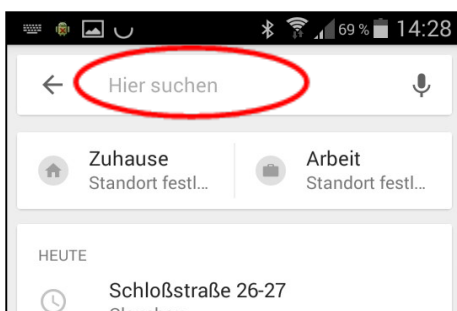 69 % 14:28
Hier suchen
Zuhause
Standort festl...
Arbeit
Standort festl...
HEUTE
Schloßstraße 26-27